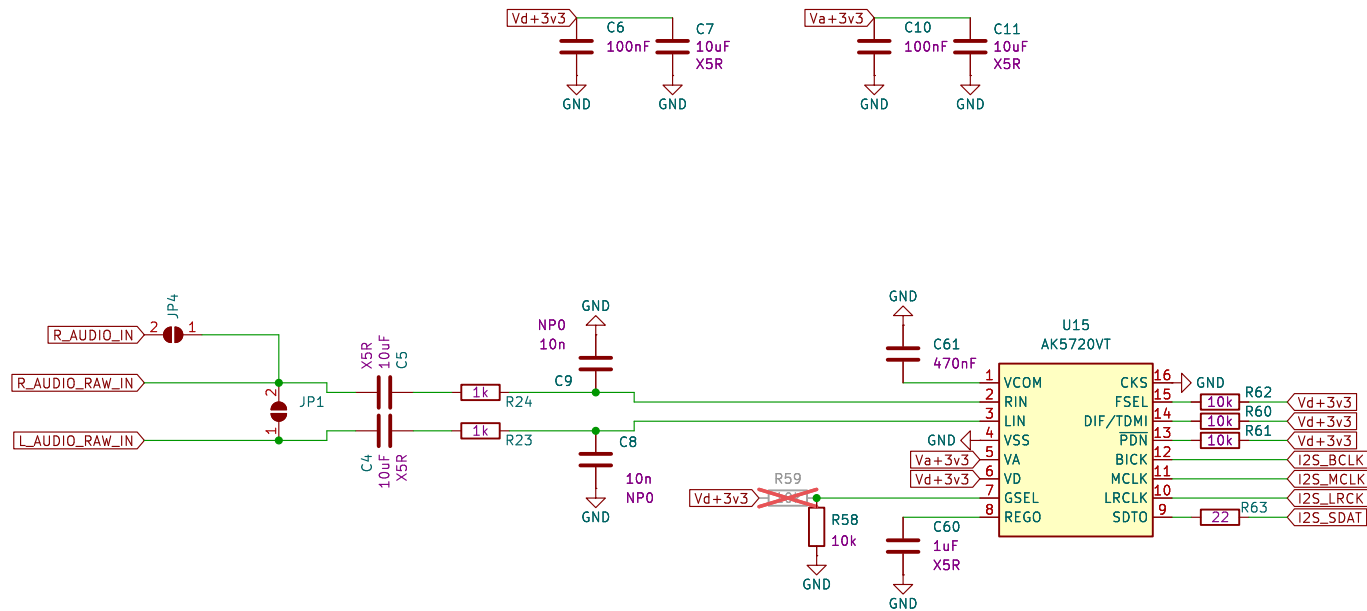 Vd+3v3
C6
100nF
C7
10uF
X5R
GND
GND
Va+3v3
C10
100nF
C11
10uF
X5R
GND
GND
R_AUDIO_IN
2
JP4
1
R_AUDIO_RAW_IN
2
JP1
1
L_AUDIO_RAW_IN
X5R
10uF
C5
C4
10uF
X5R
1k
R24
1k
R23
GND
NP0
10n
C9
C8
10n
NP0
GND
GND
C61
470nF
U15
AK5720VT
1 VCOM
2 RIN
3 LIN
GND 4 VSS
Va+3v3 5 VA
Vd+3v3 6 VD
7 GSEL
8 REGO
CKS 16 GND
FSEL 15 10k R62 Vd+3v3
DIF/TDMI 14 10k R60 Vd+3v3
PDN 13 10k R61 Vd+3v3
BICK 12 I2S_BCLK
MCLK 11 I2S_MCLK
LRCLK 10 I2S_LRCK
SDTO 9 22 R63 I2S_SDAT
Vd+3v3
R59
R58
10k
GND
C60
1uF
X5R
GND